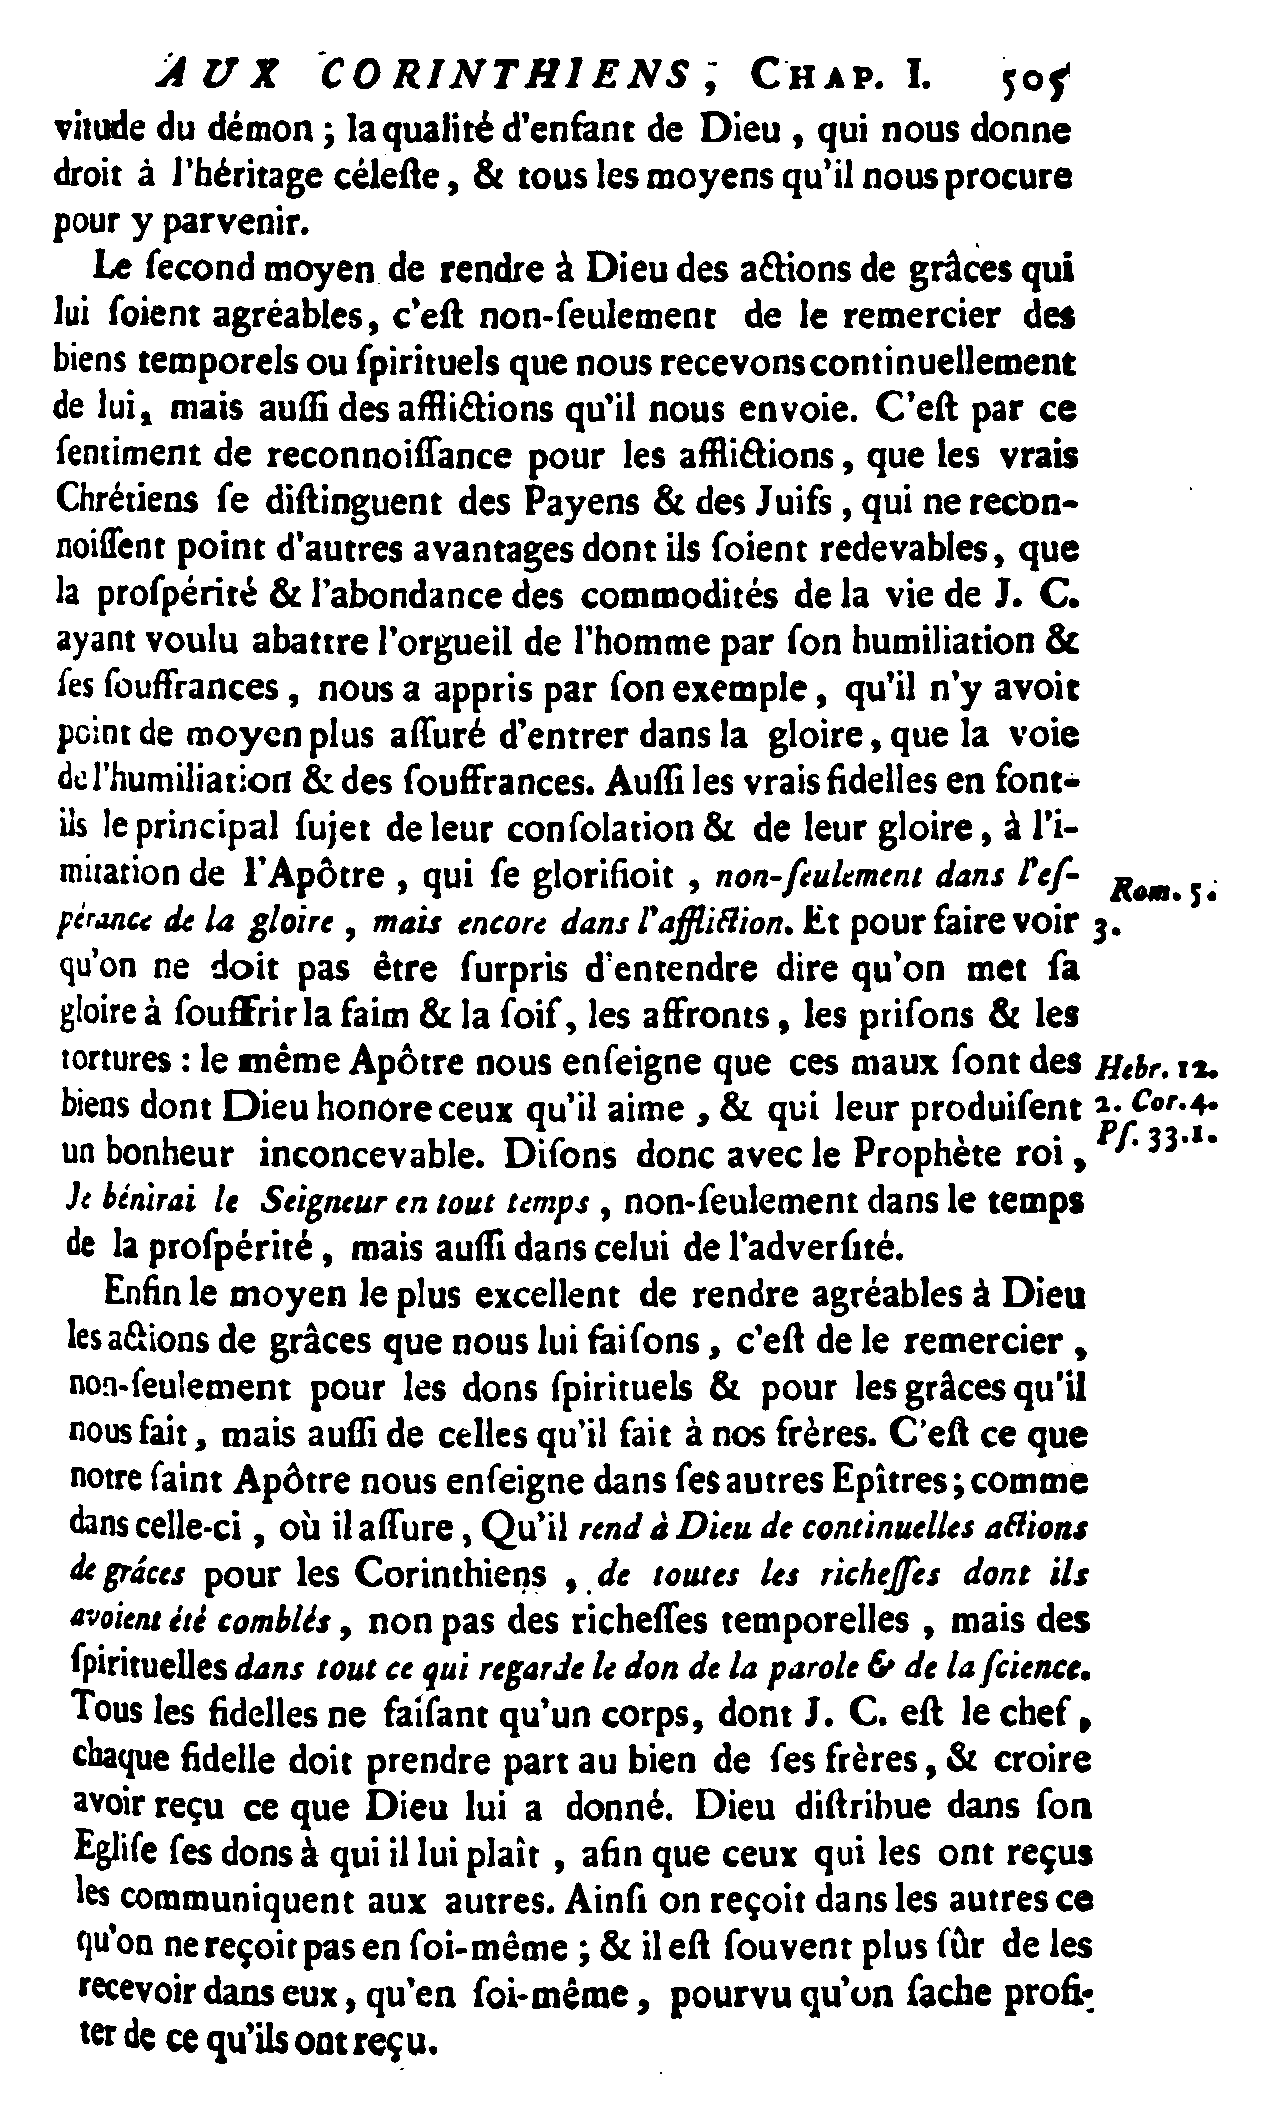 AUX CORINTHIENS, CHAP. I. 505
vitude du démon ; la qualité d'enfant de Dieu , qui nous donne
droit à l'héritage céleſte , & tous les moyens qu'il nous procure
pour y parvenir.
Le ſecond moyen de rendre à Dieu des actions de grâces qui
lui ſoient agréables, c'eſt non-ſeulement de le remercier des
biens temporels ou ſpirituels que nous recevons continuellement
de lui, mais auſſi des afflictions qu'il nous envoie. C'eſt par ce
ſentiment de reconnoiſſance pour les afflictions , que les vrais
Chrétiens ſe diſtinguent des Payens & des Juifs , qui ne recon-
noiſſent point d'autres avantages dont ils ſoient redevables, que
la proſpérité & l'abondance des commodités de la vie de J. C.
ayant voulu abattre l'orgueil de l'homme par ſon humiliation &
ſes ſouffrances , nous a appris par ſon exemple , qu'il n'y avoit
point de moyen plus aſſuré d'entrer dans la gloire , que la voie
de l'humiliation & des ſouffrances. Auſſi les vrais fidelles en font-
ils le principal ſujet de leur conſolation & de leur gloire , à l'i-
mitation de l'Apôtre , qui ſe glorifioit , non-ſeulement dans l'eſ-
Rom. 5.
pérance de la gloire , mais encore dans l'affliction. Et pour faire voir
3.
qu'on ne doit pas être ſurpris d'entendre dire qu'on met ſa
gloire à ſouffrir la faim & la ſoif , les affronts , les priſons & les
tortures : le même Apôtre nous enſeigne que ces maux ſont des
Hebr. 12.
biens dont Dieu honore ceux qu'il aime , & qui leur produiſent
2. Cor. 4.
un bonheur inconcevable. Diſons donc avec le Prophète roi ,
Pſ. 33.1.
Je bénirai le Seigneur en tout temps , non-ſeulement dans le temps
de la proſpérité , mais auſſi dans celui de l'adverſité.
Enfin le moyen le plus excellent de rendre agréables à Dieu
les actions de grâces que nous lui faiſons , c'eſt de le remercier ,
non-ſeulement pour les dons ſpirituels & pour les grâces qu'il
nous fait , mais auſſi de celles qu'il fait à nos frères. C'eſt ce que
notre ſaint Apôtre nous enſeigne dans ſes autres Epîtres ; comme
dans celle-ci , où il aſſure , Qu'il rend à Dieu de continuelles actions
de grâces pour les Corinthiens , de toutes les richeſſes dont ils
avoient été comblés , non pas des richeſſes temporelles , mais des
ſpirituelles dans tout ce qui regarde le don de la parole & de la ſcience.
Tous les fidelles ne faiſant qu'un corps, dont J. C. eſt le chef ,
chaque fidelle doit prendre part au bien de ſes frères , & croire
avoir reçu ce que Dieu lui a donné. Dieu diſtribue dans ſon
Egliſe ſes dons à qui il lui plaît , afin que ceux qui les ont reçus
les communiquent aux autres. Ainſi on reçoit dans les autres ce
qu'on ne reçoit pas en ſoi-même ; & il eſt ſouvent plus ſûr de les
recevoir dans eux , qu'en ſoi-même , pourvu qu'on ſache profi-
ter de ce qu'ils ont reçu.